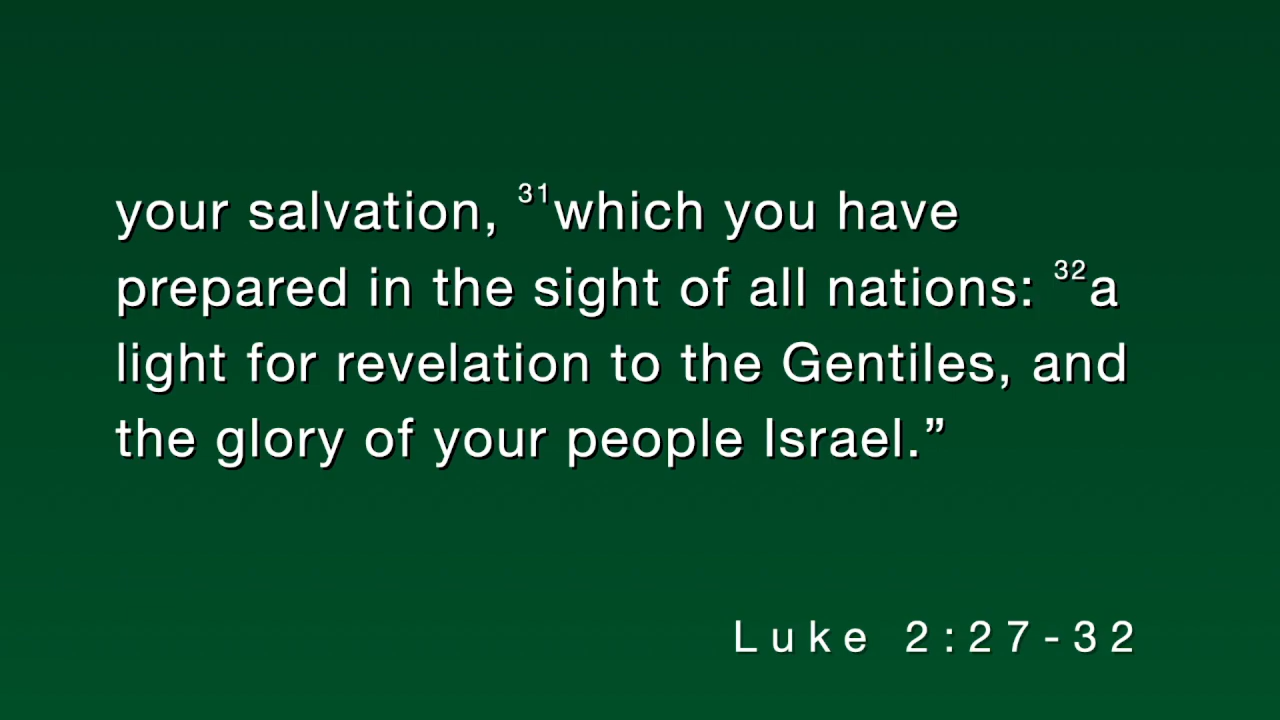 your salvation, ³¹which you have
prepared in the sight of all nations: ³²a
light for revelation to the Gentiles, and
the glory of your people Israel.”
Luke 2:27-32